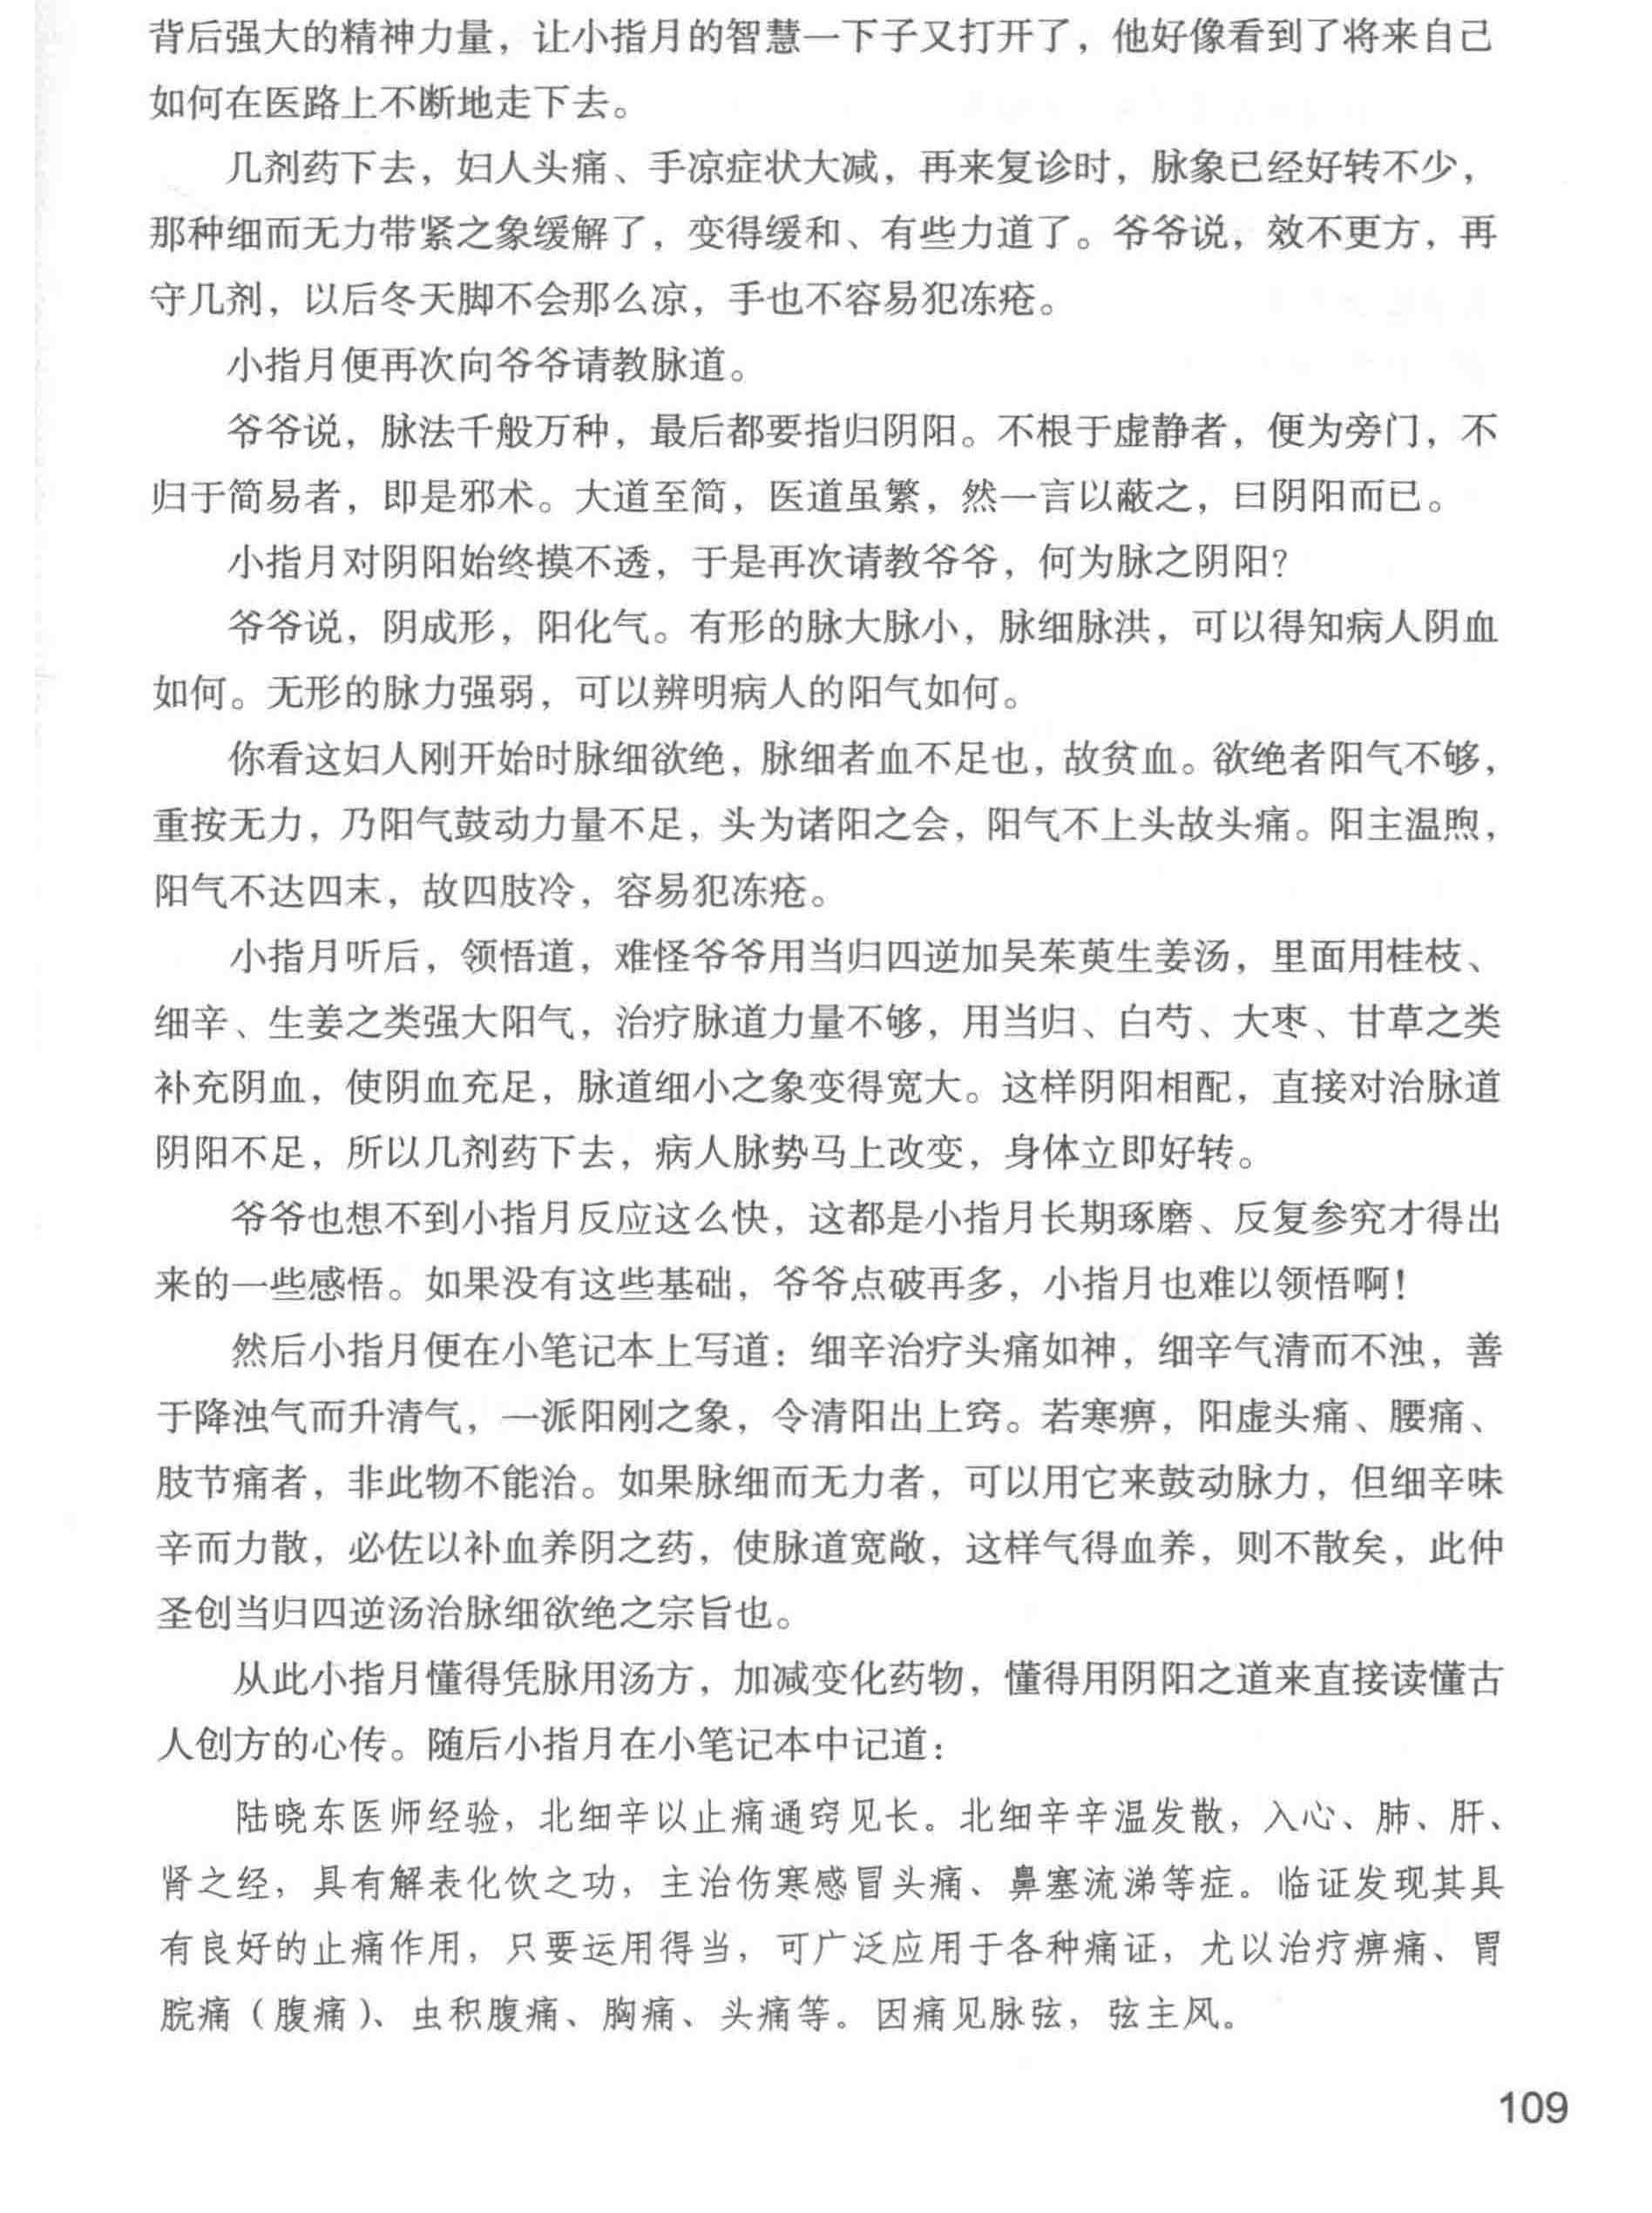 背后强大的精神力量，让小指月的智慧一下子又打开了，他好像看到了将来自己
如何在医路上不断地走下去。
几剂药下去，妇人头痛、手凉症状大减，再来复诊时，脉象已经好转不少，
那种细而无力带紧之象缓解了，变得缓和、有些力道了。爷爷说，效不更方，再
守几剂，以后冬天脚不会那么凉，手也不容易犯冻疮。
小指月便再次向爷爷请教脉道。
爷爷说，脉法千般万种，最后都要指归阴阳。不根于虚静者，便为旁门，不
归于简易者，即是邪术。大道至简，医道虽繁，然一言以蔽之，曰阴阳而已。
小指月对阴阳始终摸不透，于是再次请教爷爷，何为脉之阴阳？
爷爷说，阴成形，阳化气。有形的脉大脉小，脉细脉洪，可以得知病人阴血
如何。无形的脉力强弱，可以辨明病人的阳气如何。
你看这妇人刚开始时脉细欲绝，脉细者血不足也，故贫血。欲绝者阳气不够，
重按无力，乃阳气鼓动力量不足，头为诸阳之会，阳气不上头故头痛。阳主温煦，
阳气不达四末，故四肢冷，容易犯冻疮。
小指月听后，领悟道，难怪爷爷用当归四逆加吴茱萸生姜汤，里面用桂枝、
细辛、生姜之类强大阳气，治疗脉道力量不够，用当归、白芍、大枣、甘草之类
补充阴血，使阴血充足，脉道细小之象变得宽大。这样阴阳相配，直接对治脉道
阴阳不足，所以几剂药下去，病人脉势马上改变，身体立即好转。
爷爷也想不到小指月反应这么快，这都是小指月长期琢磨、反复参究才得出
来的一些感悟。如果没有这些基础，爷爷点破再多，小指月也难以领悟啊！
然后小指月便在小笔记本上写道：细辛治疗头痛如神，细辛气清而不浊，善
于降浊气而升清气，一派阳刚之象，令清阳出上窍。若寒痹，阳虚头痛、腰痛、
肢节痛者，非此物不能治。如果脉细而无力者，可以用它来鼓动脉力，但细辛味
辛而力散，必佐以补血养阴之药，使脉道宽敞，这样气得血养，则不散矣，此仲
圣创当归四逆汤治脉细欲绝之宗旨也。
从此小指月懂得凭脉用汤方，加减变化药物，懂得用阴阳之道来直接读懂古
人创方的心传。随后小指月在小笔记本中记道：
陆晓东医师经验，北细辛以止痛通窍见长。北细辛辛温发散，入心、肺、肝、
肾之经，具有解表化饮之功，主治伤寒感冒头痛、鼻塞流涕等症。临证发现其具
有良好的止痛作用，只要运用得当，可广泛应用于各种痛证，尤以治疗痹痛、胃
脘痛（腹痛）、虫积腹痛、胸痛、头痛等。因痛见脉弦，弦主风。
109